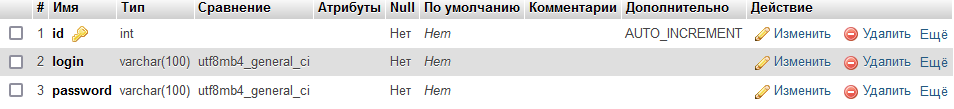 # Имя Тип Сравнение Атрибуты Null По умолчанию Комментарии Дополнительно Действие
1 id int Нет Нет AUTO_INCREMENT Изменить Удалить Ещё
2 login varchar(100) utf8mb4_general_ci Нет Нет Изменить Удалить Ещё
3 password varchar(100) utf8mb4_general_ci Нет Нет Изменить Удалить Ещё